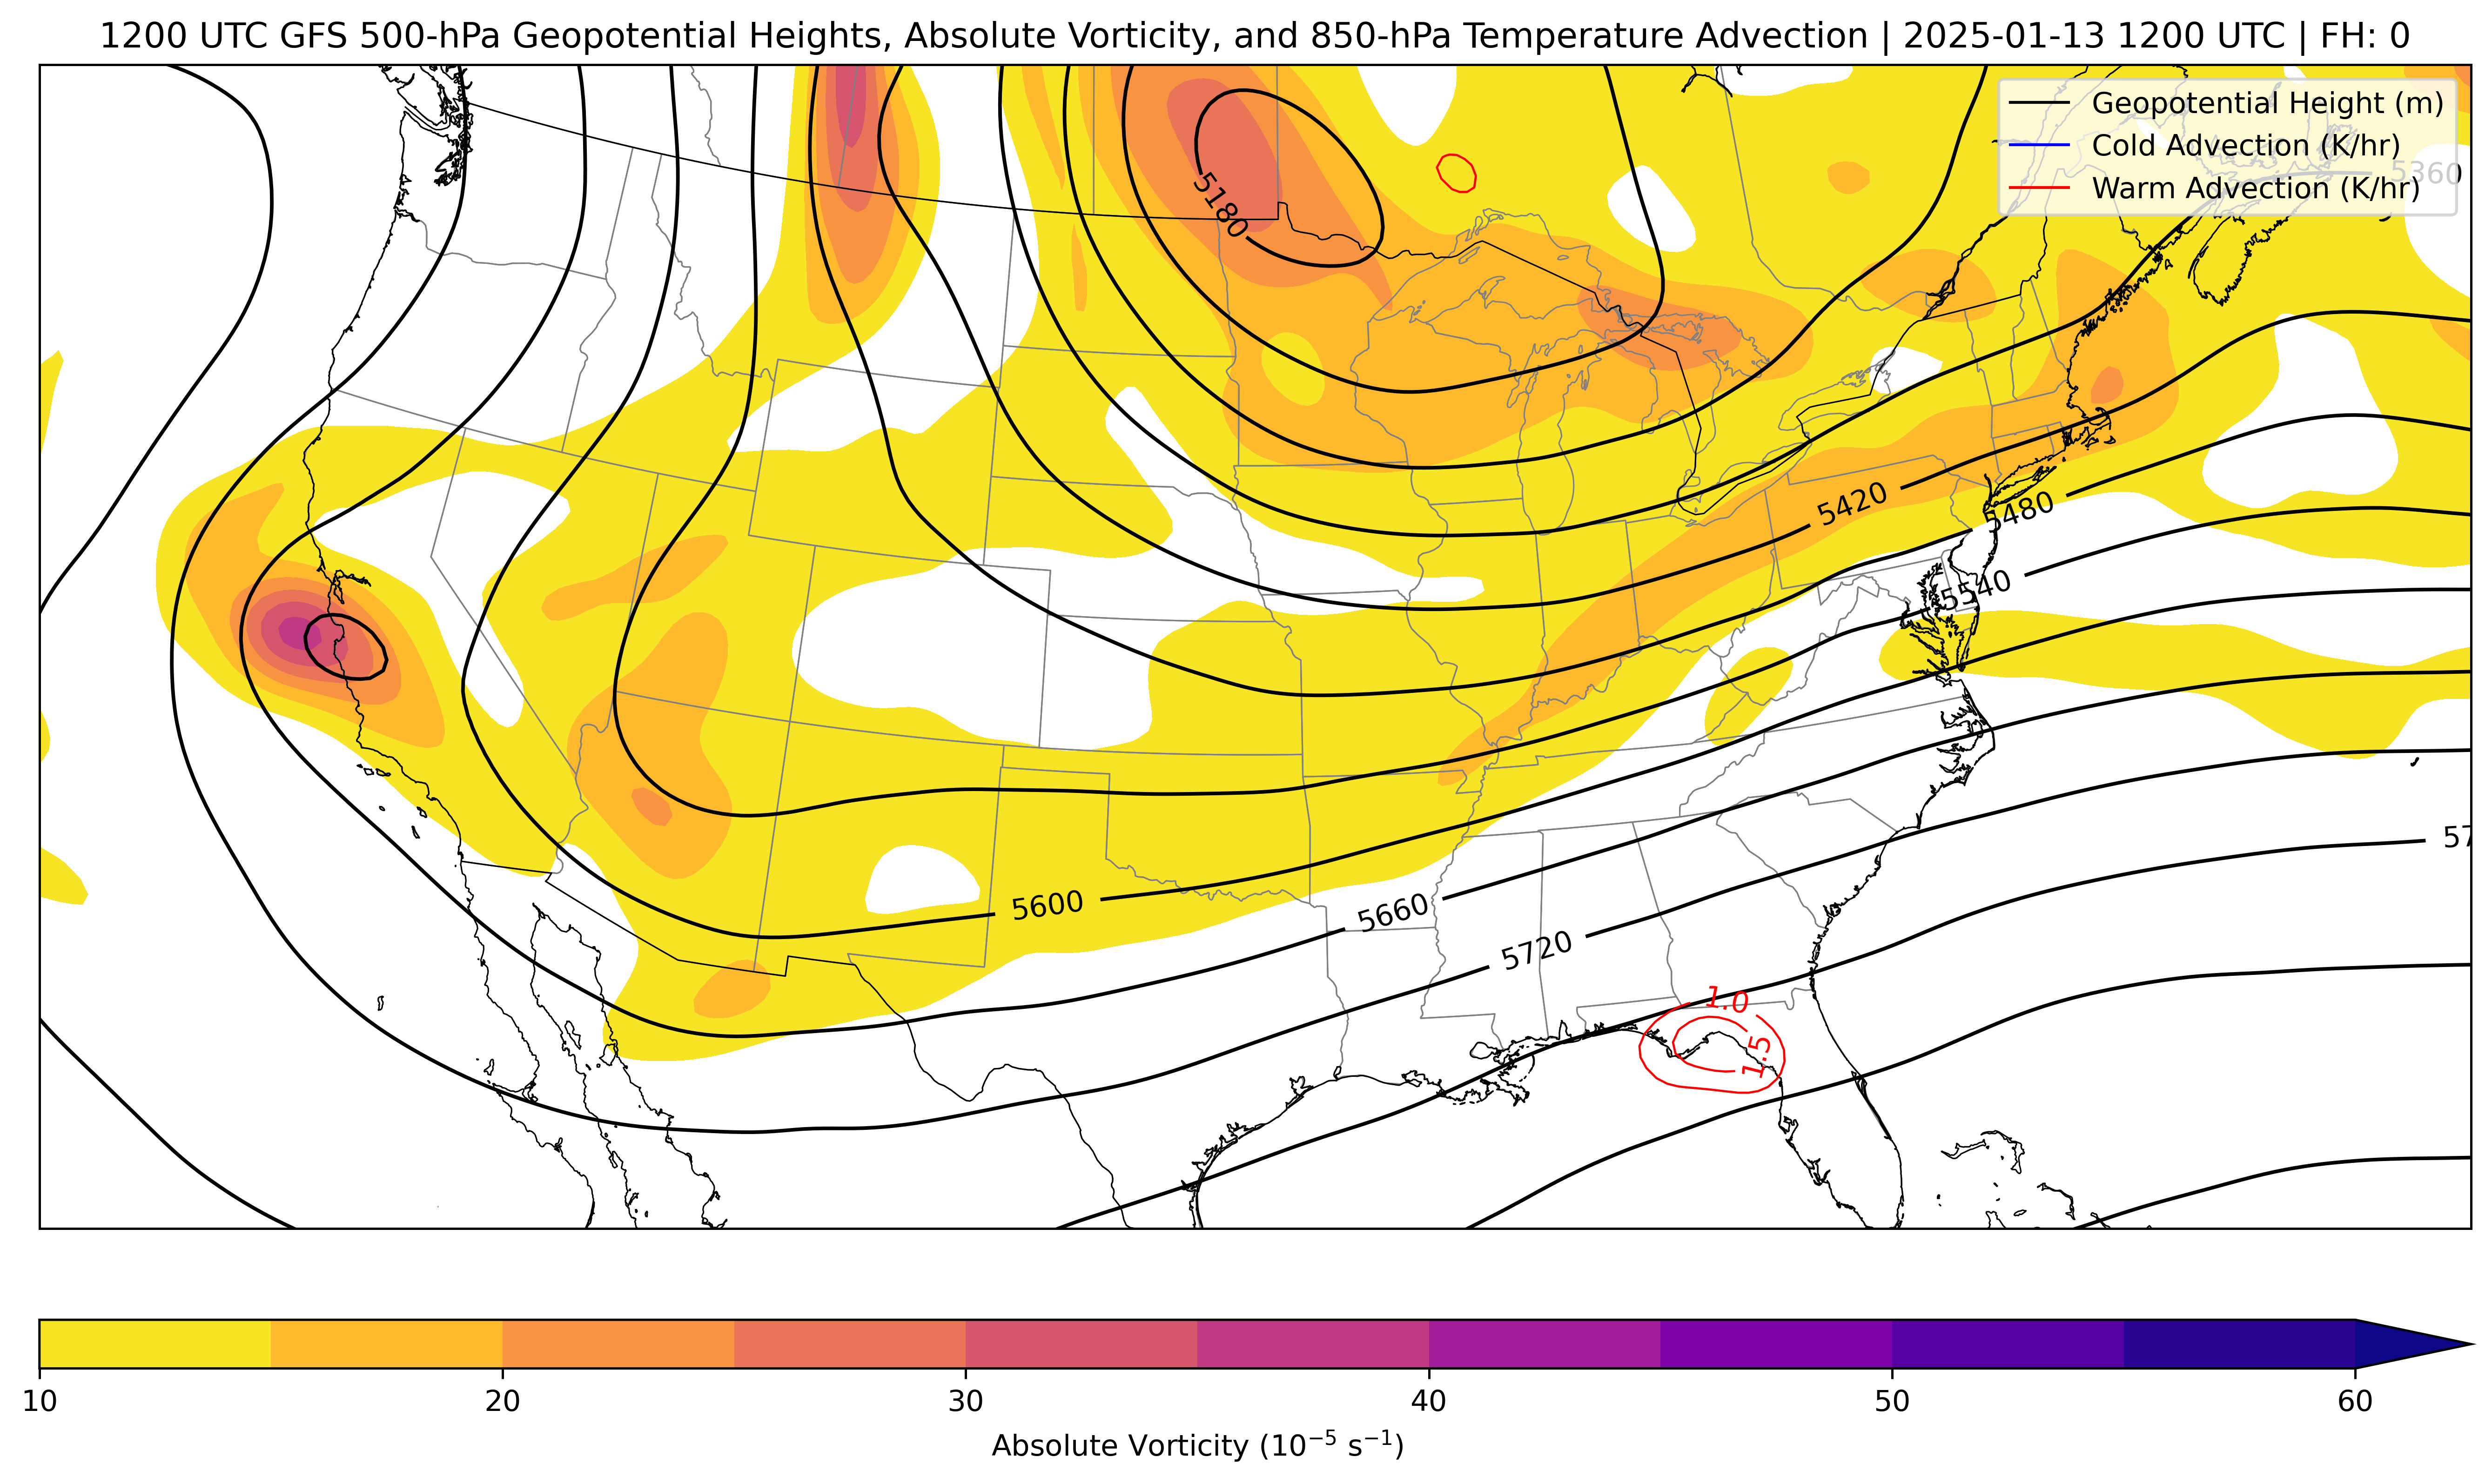 1200 UTC GFS 500-hPa Geopotential Heights, Absolute Vorticity, and 850-hPa Temperature Advection | 2025-01-13 1200 UTC | FH: 0
Geopotential Height (m)
Cold Advection (K/hr)
Warm Advection (K/hr)
5360
5180
5420
5480
5540
5600
5660
5720
57
1.0
1.5
10 20 30 40 50 60
Absolute Vorticity (10⁻⁵ s⁻¹)